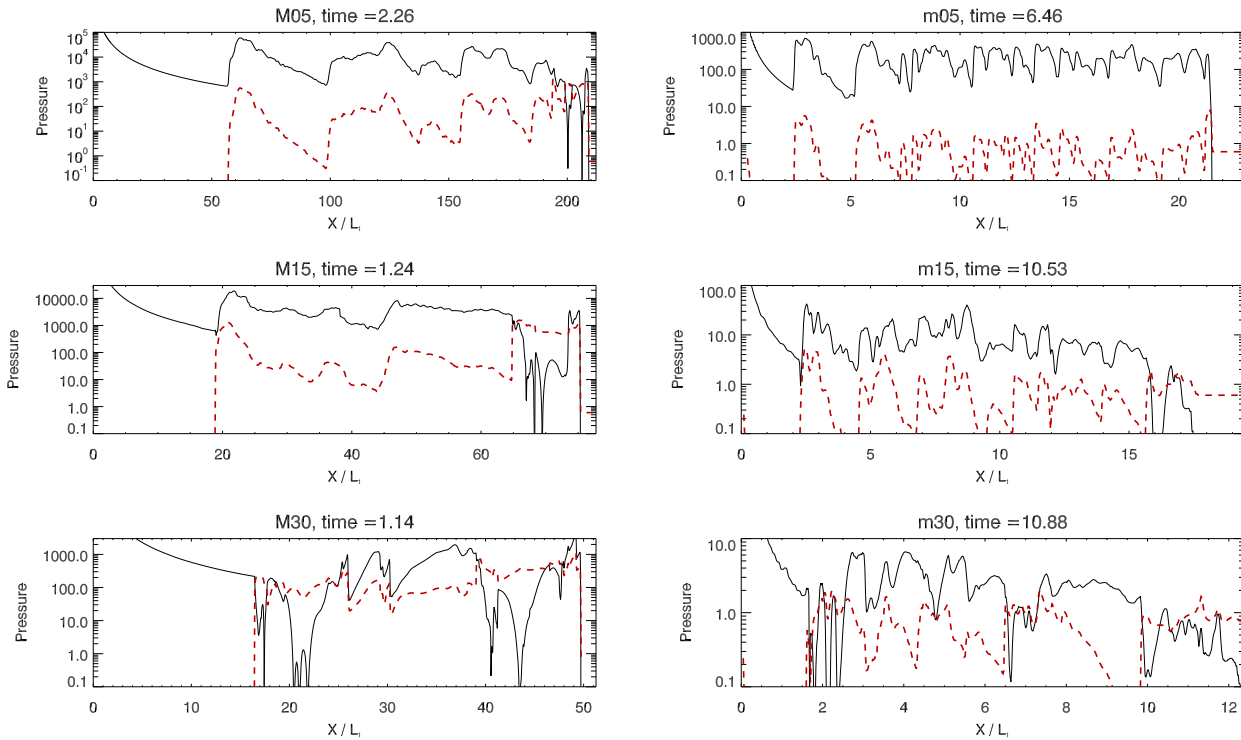 M05, time =2.26
Pressure
10^5
10^4
10^3
10^2
10^1
10^0
10^-1
0 50 100 150 200
X / L_l
m05, time =6.46
Pressure
1000.0
100.0
10.0
1.0
0.1
0 5 10 15 20
X / L_l
M15, time =1.24
Pressure
10000.0
1000.0
100.0
10.0
1.0
0.1
0 20 40 60
X / L_l
m15, time =10.53
Pressure
100.0
10.0
1.0
0.1
0 5 10 15
X / L_l
M30, time =1.14
Pressure
1000.0
100.0
10.0
1.0
0.1
0 10 20 30 40 50
X / L_l
m30, time =10.88
Pressure
10.0
1.0
0.1
0 2 4 6 8 10 12
X / L_l